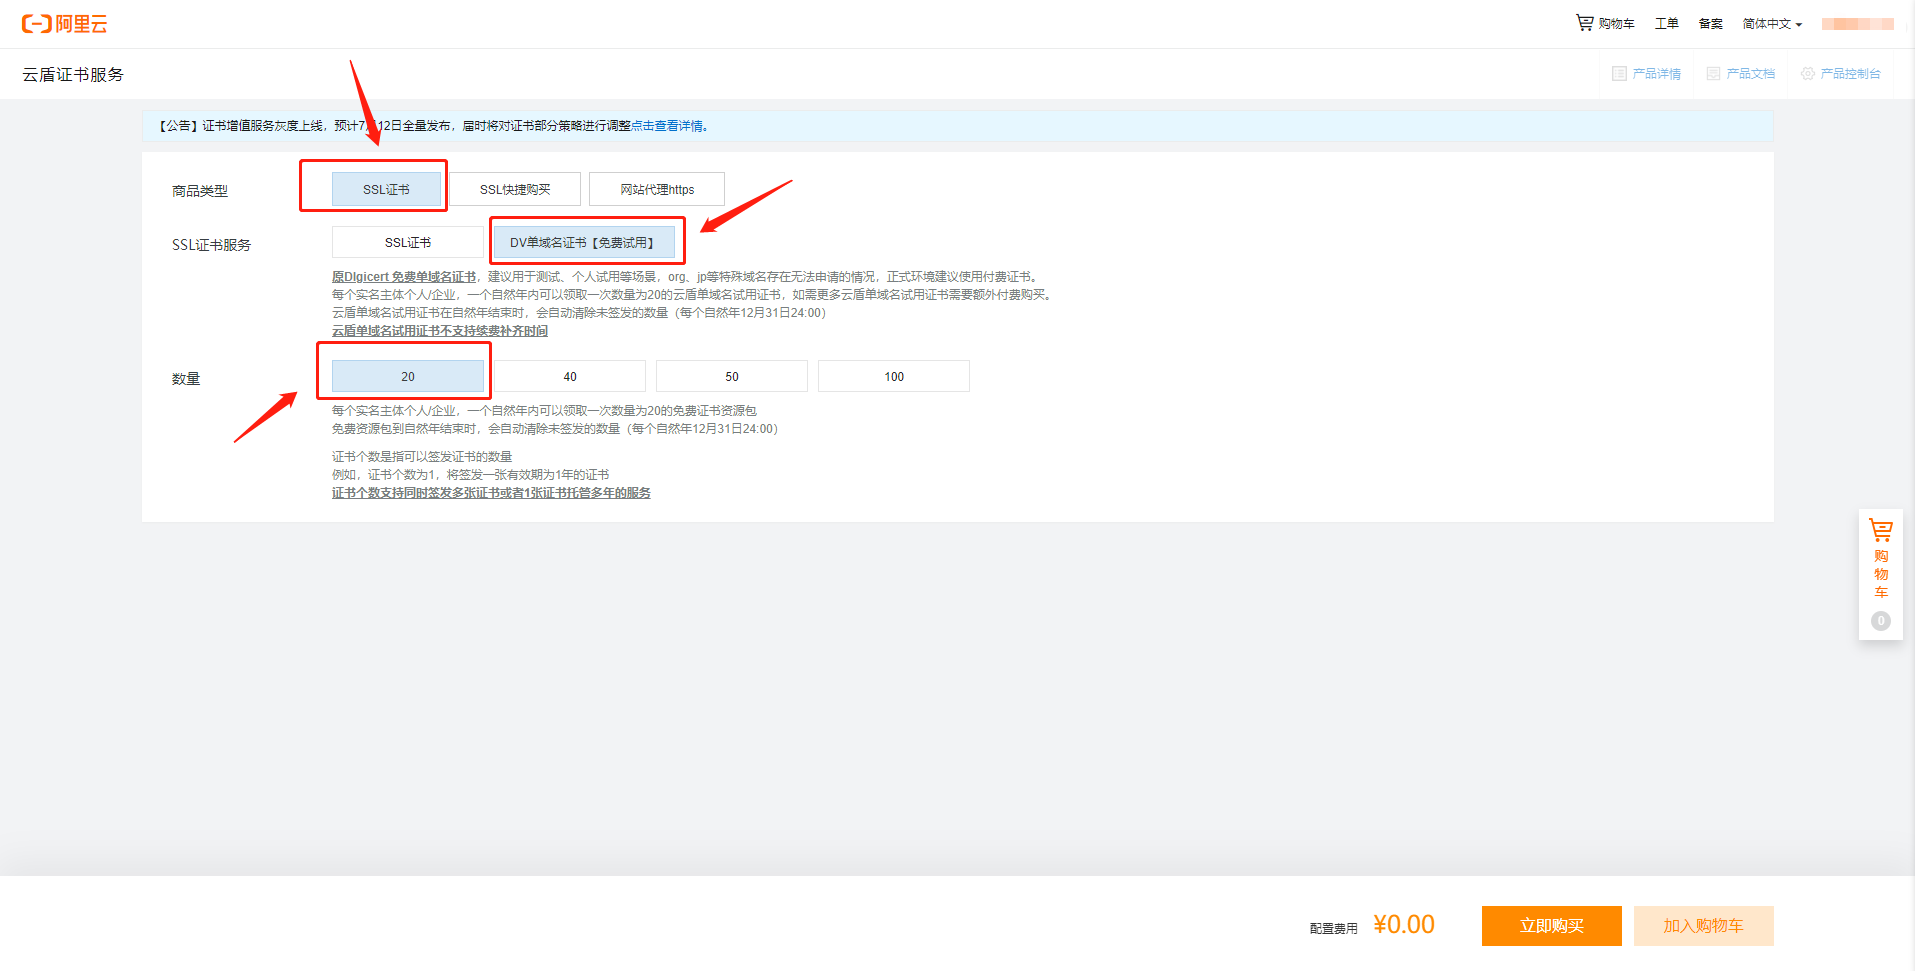 阿里云
购物车 工单 备案 简体中文
云盾证书服务
产品详情 产品文档 产品控制台
【公告】证书增值服务灰度上线，预计7月12日全量发布，届时将对证书部分策略进行调整点击查看详情。
商品类型 SSL证书 SSL快捷购买 网站代理https
SSL证书服务 SSL证书 DV单域名证书【免费试用】
原DIgicert 免费单域名证书，建议用于测试、个人试用等场景，org、jp等特殊域名存在无法申请的情况，正式环境建议使用付费证书。
每个实名主体个人/企业，一个自然年内可以领取一次数量为20的云盾单域名试用证书，如需更多云盾单域名试用证书需要额外付费购买。
云盾单域名试用证书在自然年结束时，会自动清除未签发的数量（每个自然年12月31日24:00）
云盾单域名试用证书不支持续费补齐时间
数量 20 40 50 100
每个实名主体个人/企业，一个自然年内可以领取一次数量为20的免费证书资源包
免费资源包到自然年结束时，会自动清除未签发的数量（每个自然年12月31日24:00）
证书个数是指可以签发证书的数量
例如，证书个数为1，将签发一张有效期为1年的证书
证书个数支持同时签发多张证书或者1张证书托管多年的服务
购
物
车
0
配置费用 ¥0.00 立即购买 加入购物车